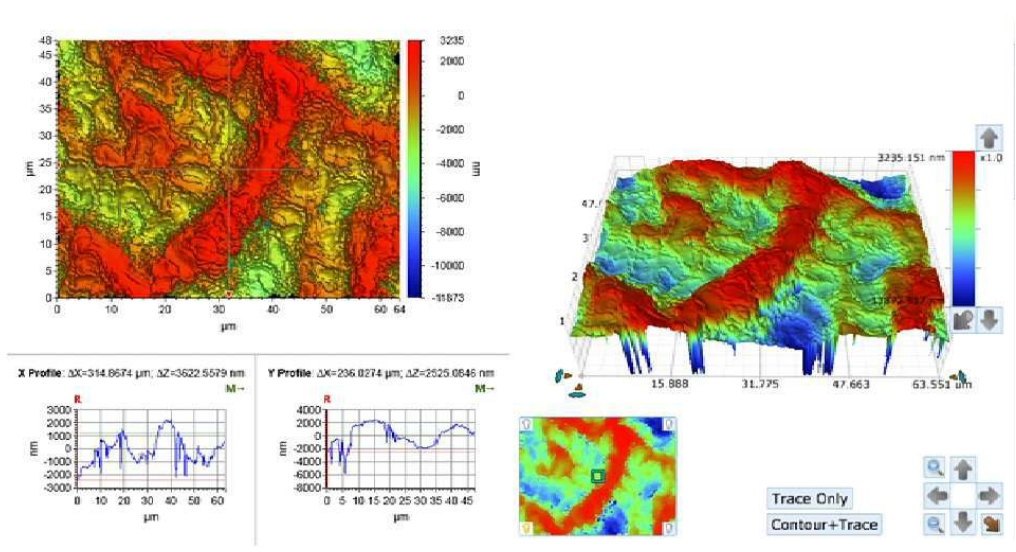 48
45
40
35
30
25
20
15
10
5
0
µm
0 10 20 30 40 50 60 64
µm
3235
2000
0
-2000
-4000
-6000
-8000
-10000
-11873
nm
3235.151 nm
x1.0
47.
3
2
1
15.988 31.775 47.663 63.551 µm
X Profile: ΔX=314.8674 µm; ΔZ=3622.5579 nm
M→
R
3000
2000
1000
0
-1000
-2000
-3000
nm
0 10 20 30 40 50 60
µm
Y Profile: ΔX=236.0274 µm; ΔZ=2525.0646 nm
M→
R
4000
2000
0
-2000
-4000
-6000
-8000
nm
0 5 10 15 20 25 30 35 40 45
µm
Trace Only
Contour+Trace